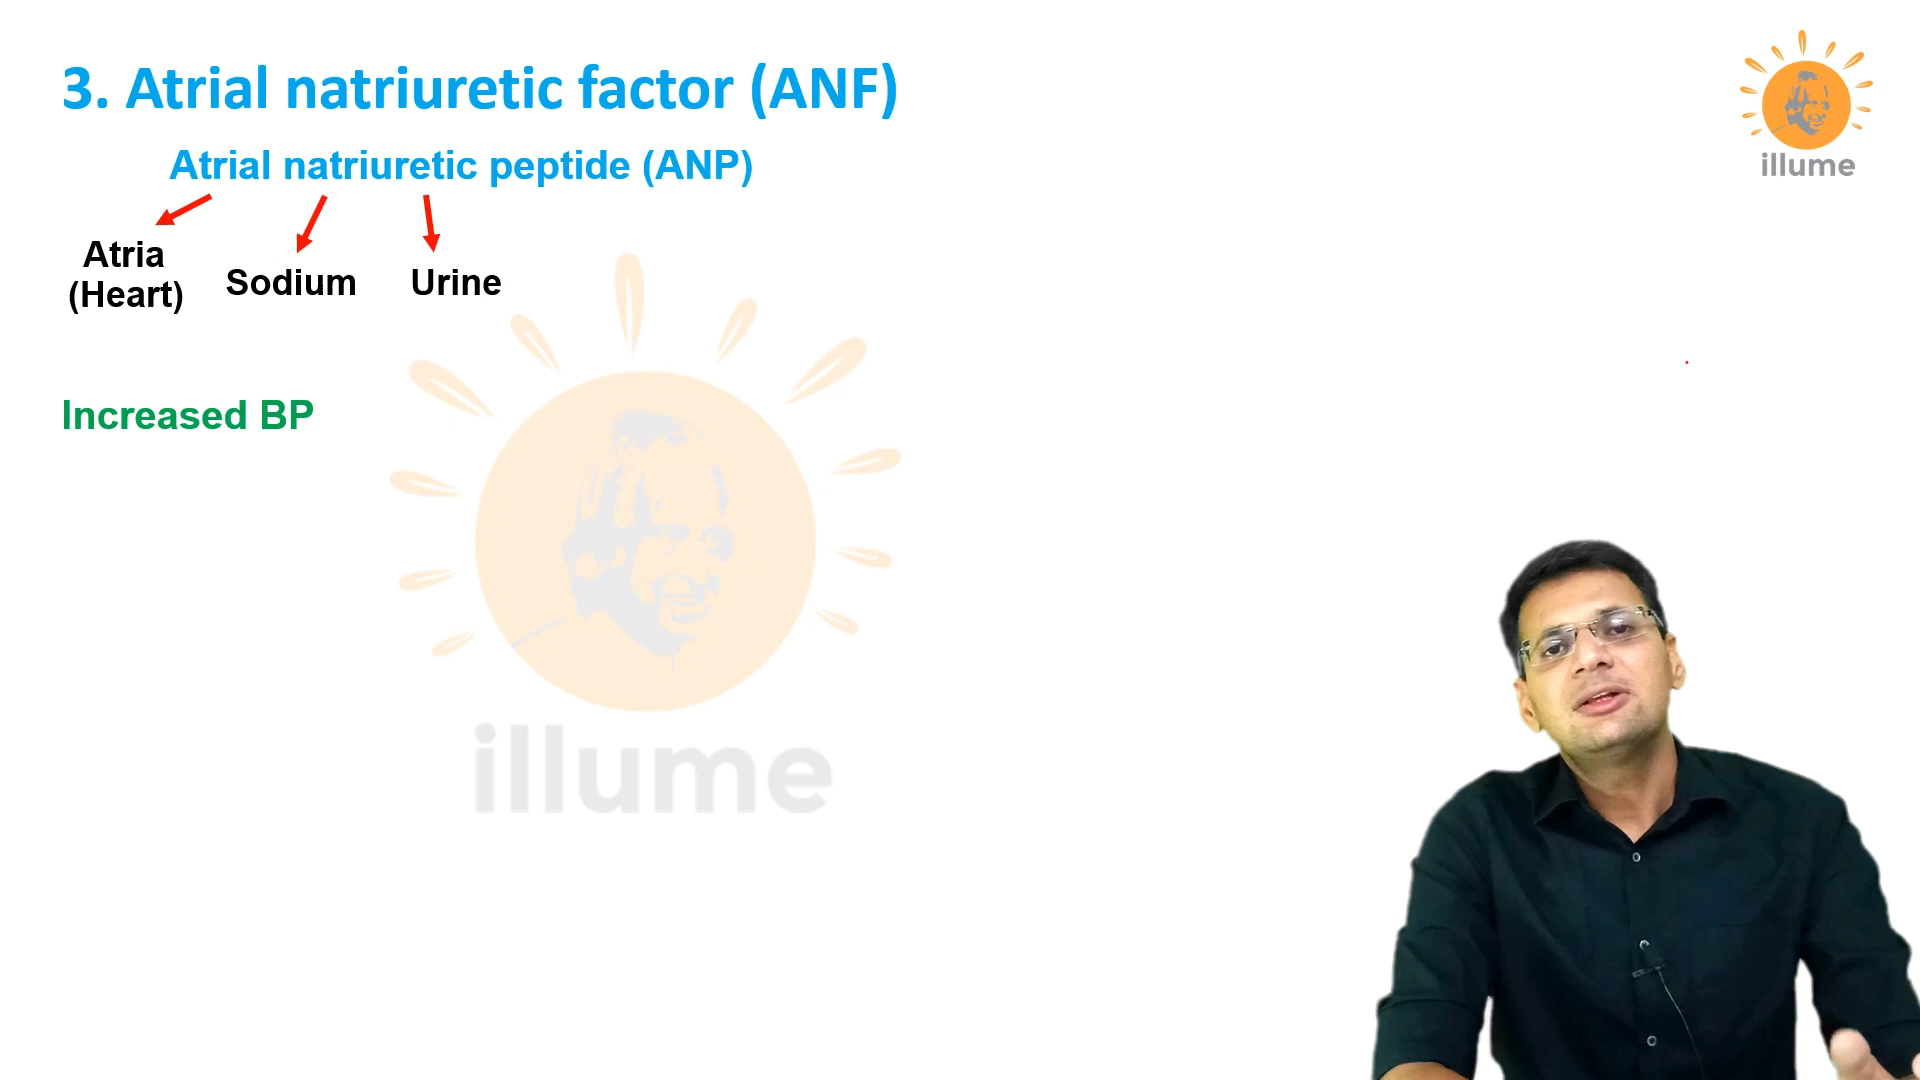 3. Atrial natriuretic factor (ANF)
illume
Atrial natriuretic peptide (ANP)
Atria
(Heart)
Sodium
Urine
Increased BP
illume